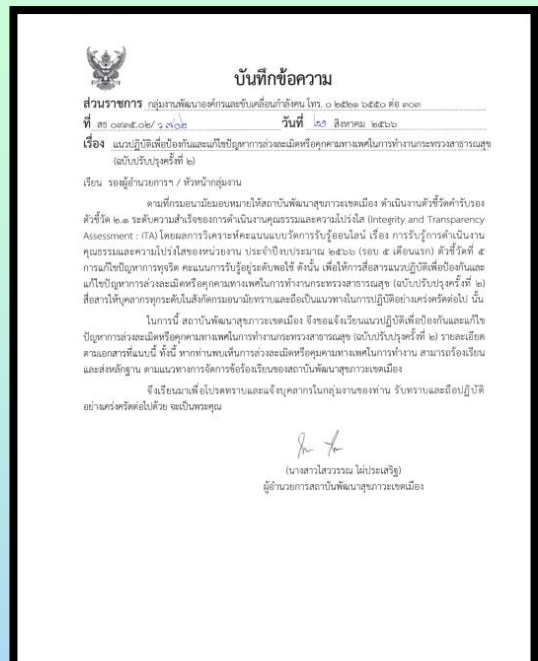 บันทึกข้อความ
ส่วนราชการ กลุ่มงานพัฒนาองค์กรและขับเคลื่อนกำลังคน โทร. ๐ ๒๕๒๑ ๖๕๕๐ ต่อ ๓๐๓
ที่ สธ ๐๙๓๕.๐๒/ วันที่ สิงหาคม ๒๕๖๖
เรื่อง แนวปฏิบัติเพื่อป้องกันและแก้ไขปัญหาการล่วงละเมิดหรือคุกคามทางเพศในการทำงานกระทรวงสาธารณสุข
(ฉบับปรับปรุงครั้งที่ ๒)
เรียน รองผู้อำนวยการฯ / หัวหน้ากลุ่มงาน
ตามที่กรมอนามัยมอบหมายให้สถาบันพัฒนาสุขภาวะเขตเมือง ดำเนินงานตัวชี้วัดคำรับรอง
ตัวชี้วัด ๒.๑ ระดับความสำเร็จของการดำเนินงานคุณธรรมและความโปร่งใส (Integrity and Transparency
Assessment : ITA) โดยผลการวิเคราะห์คะแนนแบบวัดการรับรู้ออนไลน์ เรื่อง การรับรู้การดำเนินงาน
คุณธรรมและความโปร่งใสของหน่วยงาน ประจำปีงบประมาณ ๒๕๖๖ (รอบ ๕ เดือนแรก) ตัวชี้วัดที่ ๕
การแก้ไขปัญหาการทุจริต คะแนนการรับรู้อยู่ระดับพอใช้ ดังนั้น เพื่อให้การสื่อสารแนวปฏิบัติเพื่อป้องกันและ
แก้ไขปัญหาการล่วงละเมิดหรือคุกคามทางเพศในการทำงานกระทรวงสาธารณสุข (ฉบับปรับปรุงครั้งที่ ๒)
สื่อสารให้บุคลากรทุกระดับในสังกัดกรมอนามัยทราบและถือเป็นแนวทางในการปฏิบัติอย่างเคร่งครัดต่อไป นั้น
ในการนี้ สถาบันพัฒนาสุขภาวะเขตเมือง จึงขอแจ้งเวียนแนวปฏิบัติเพื่อป้องกันและแก้ไข
ปัญหาการล่วงละเมิดหรือคุกคามทางเพศในการทำงานกระทรวงสาธารณสุข (ฉบับปรับปรุงครั้งที่ ๒) รายละเอียด
ตามเอกสารที่แนบนี้ ทั้งนี้ หากท่านพบเห็นการล่วงละเมิดหรือคุมคามทางเพศในการทำงาน สามารถร้องเรียน
และส่งหลักฐาน ตามแนวทางการจัดการข้อร้องเรียนของสถาบันพัฒนาสุขภาวะเขตเมือง
จึงเรียนมาเพื่อโปรดทราบและแจ้งบุคลากรในกลุ่มงานของท่าน รับทราบและถือปฏิบัติ
อย่างเคร่งครัดต่อไปด้วย จะเป็นพระคุณ
(นางสาวไสววรรณ ไผ่ประเสริฐ)
ผู้อำนวยการสถาบันพัฒนาสุขภาวะเขตเมือง